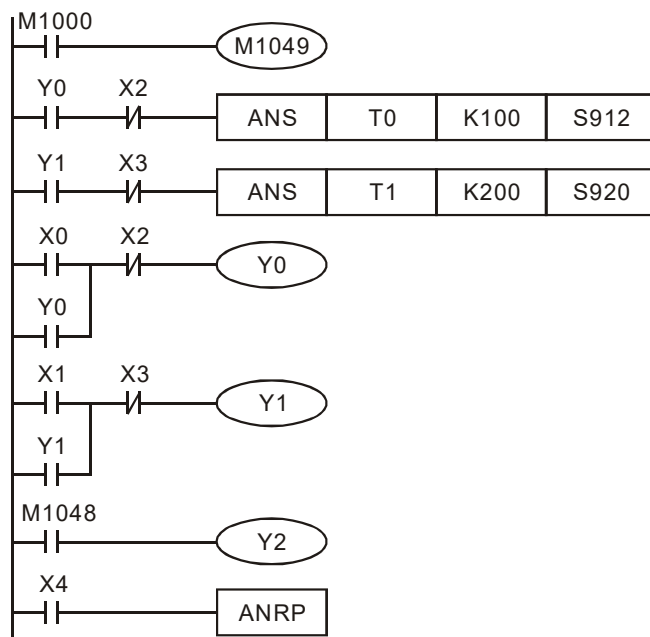 M1000
M1049
Y0 X2
ANS T0 K100 S912
Y1 X3
ANS T1 K200 S920
X0 X2
Y0
Y0
X1 X3
Y1
Y1
M1048
Y2
X4
ANRP